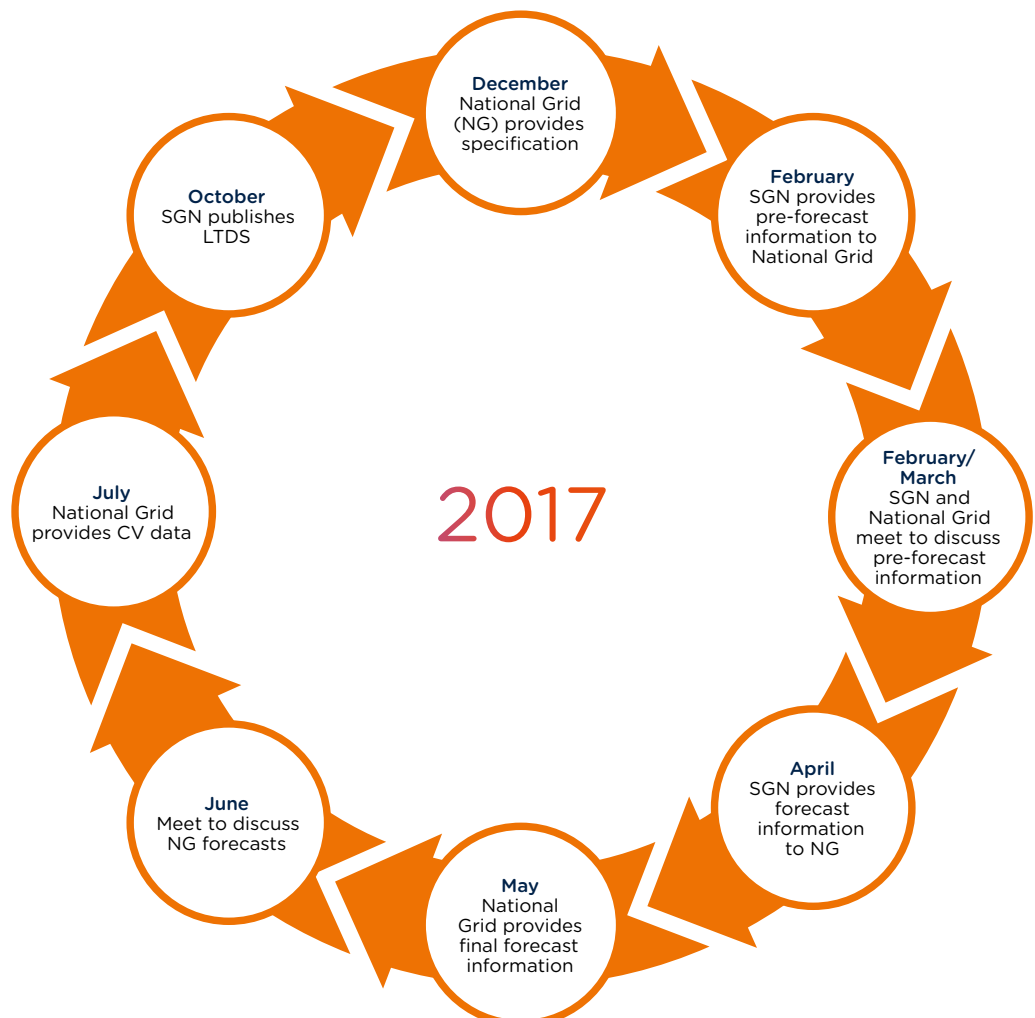 December
National Grid
(NG) provides
specification
February
SGN provides
pre-forecast
information to
National Grid
February/
March
SGN and
National Grid
meet to discuss
pre-forecast
information
April
SGN provides
forecast
information
to NG
May
National
Grid provides
final forecast
information
June
Meet to discuss
NG forecasts
July
National Grid
provides CV data
October
SGN publishes
LTDS
2017